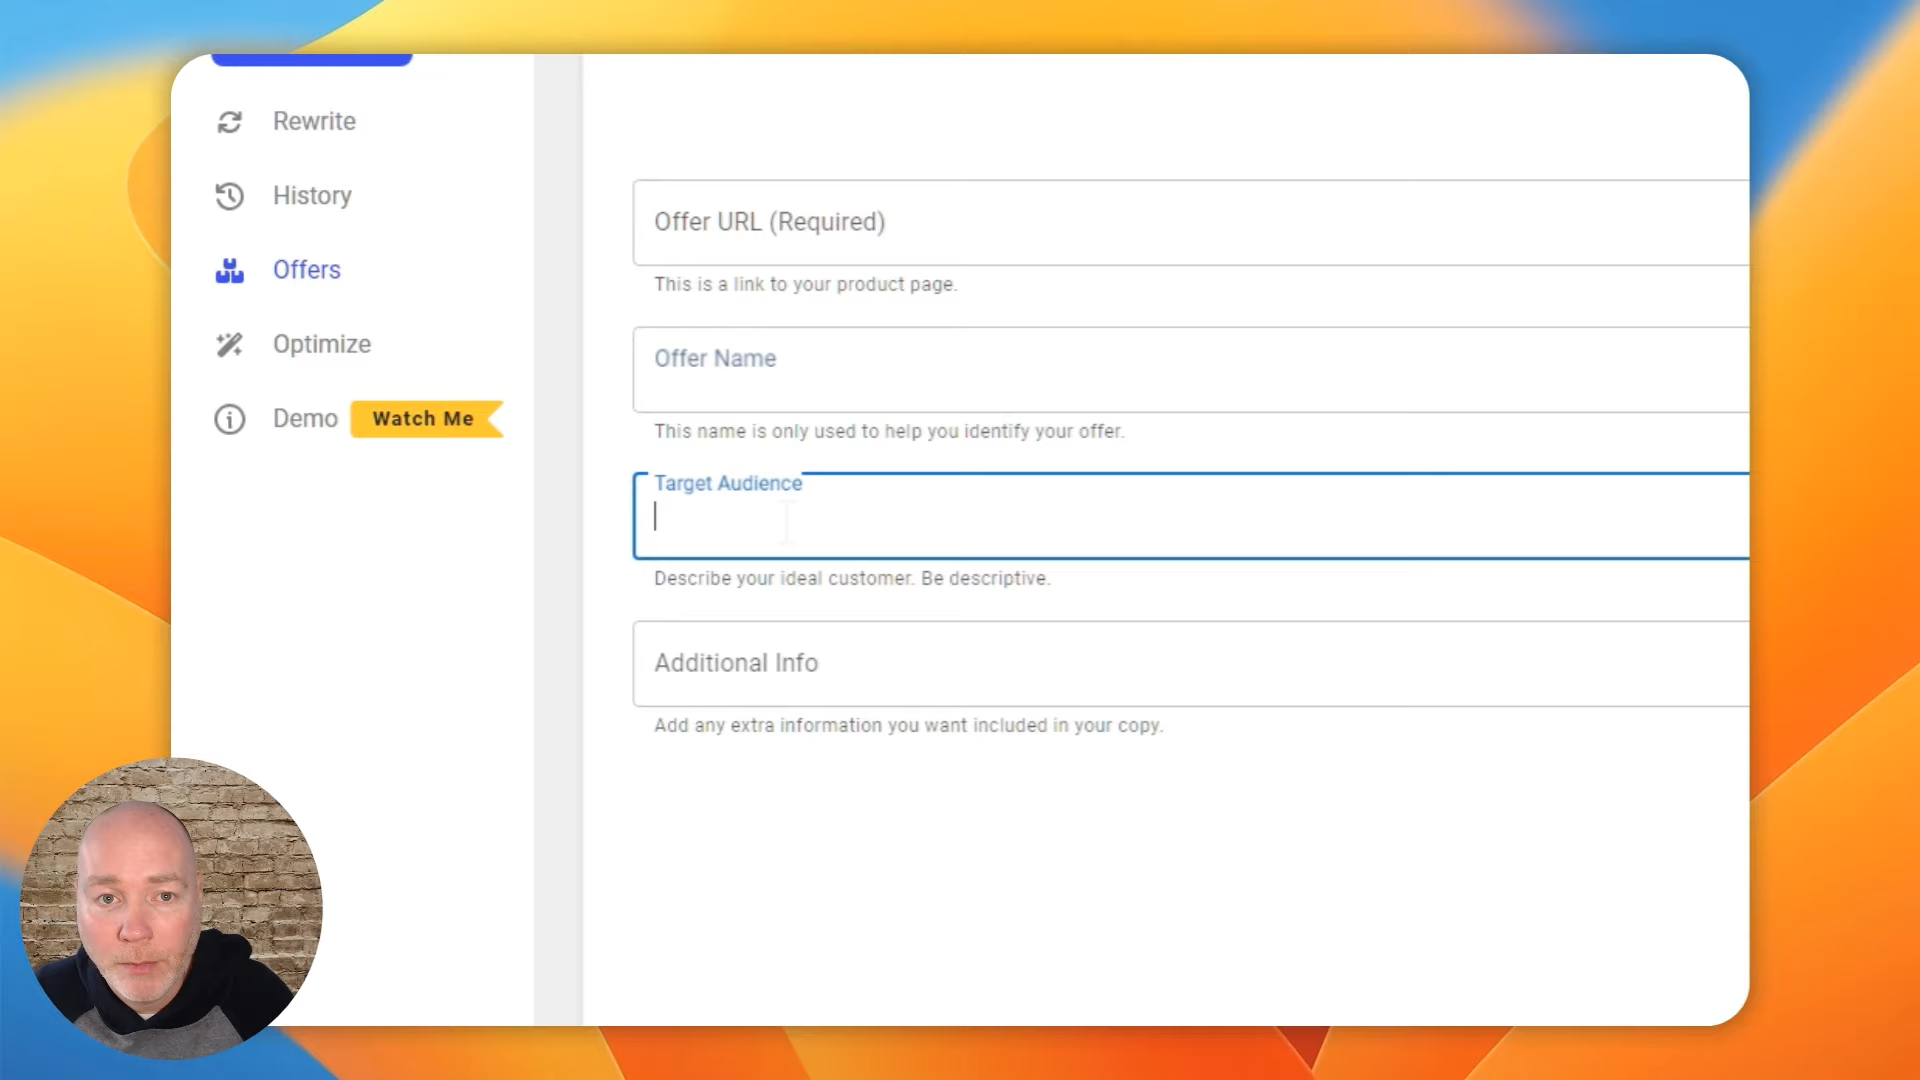 Rewrite
History
Offers
Optimize
Demo Watch Me
Offer URL (Required)
This is a link to your product page.
Offer Name
This name is only used to help you identify your offer.
Target Audience
Describe your ideal customer. Be descriptive.
Additional Info
Add any extra information you want included in your copy.